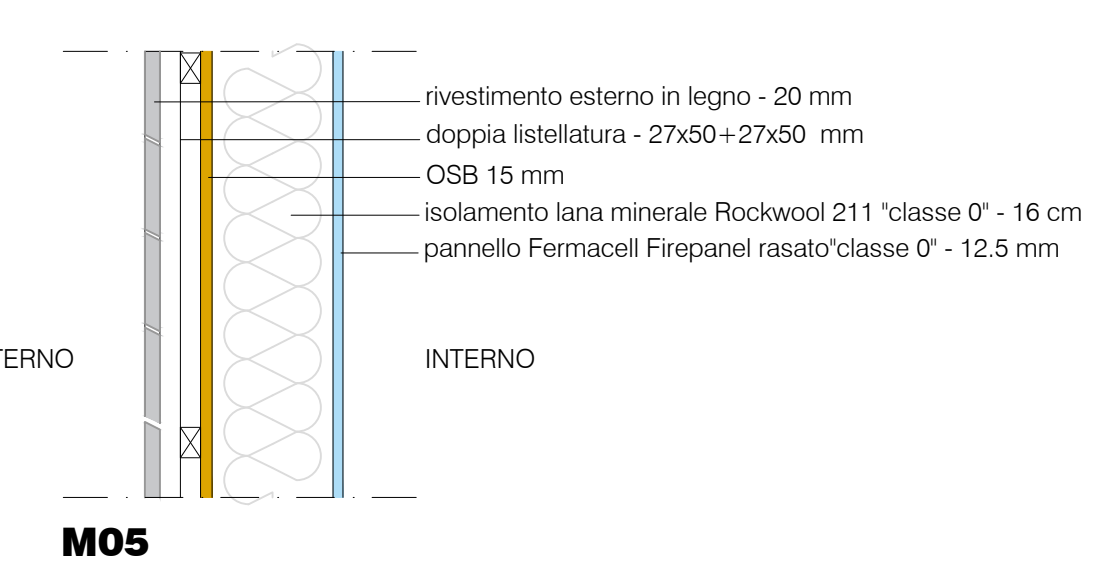 rivestimento esterno in legno - 20 mm
doppia listellatura - 27x50+27x50 mm
OSB 15 mm
isolamento lana minerale Rockwool 211 "classe 0" - 16 cm
pannello Fermacell Firepanel rasato"classe 0" - 12.5 mm
TERNO
INTERNO
M05